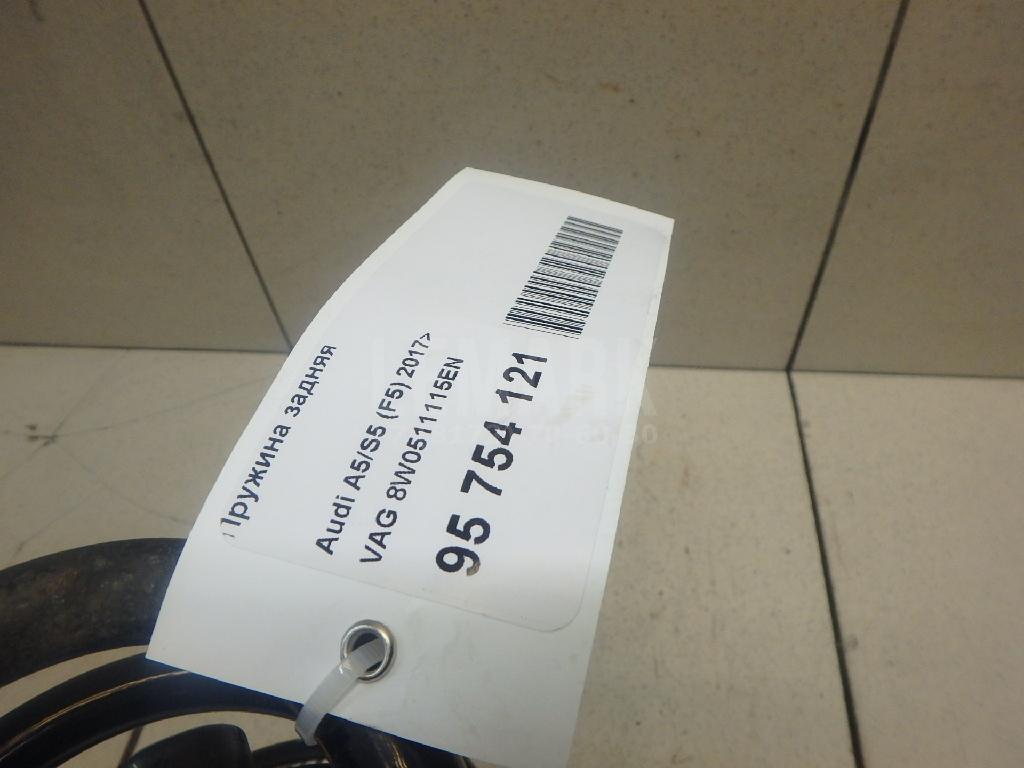 Пружина задняя
Audi A5/S5 (F5) 2017>
VAG 8W0511115EN
95 754 121